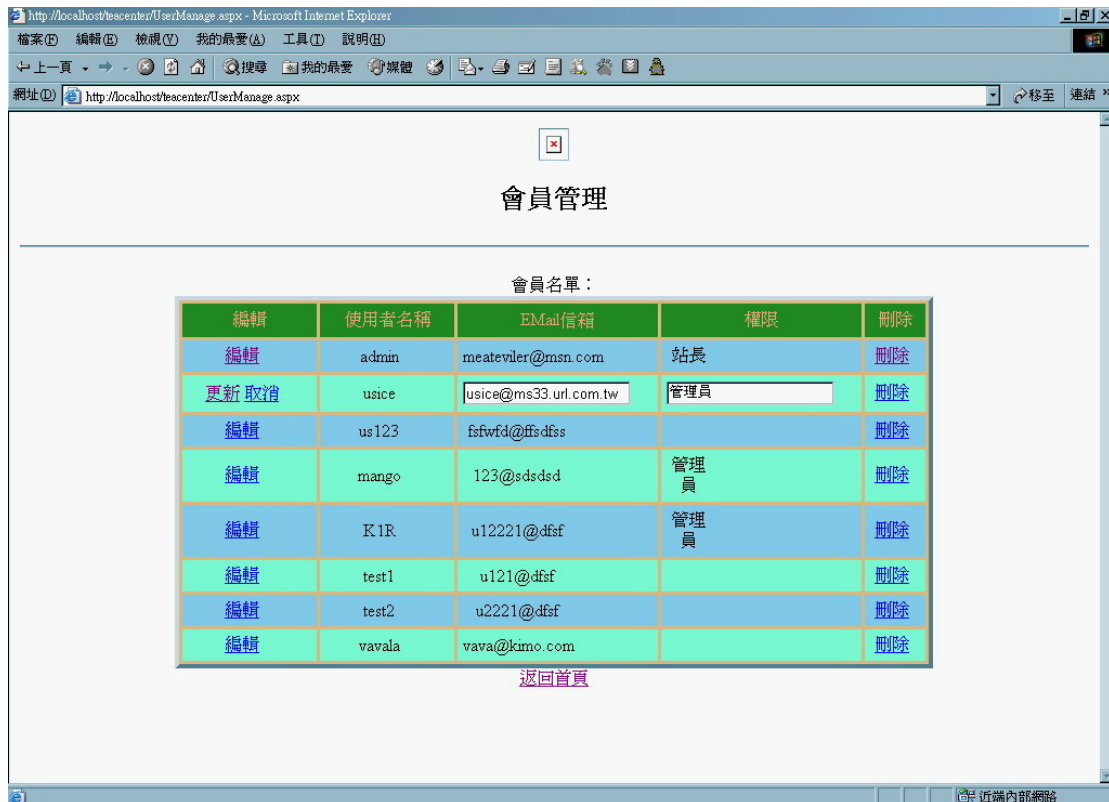 http://localhost/teacenter/UserManage.aspx - Microsoft Internet Explorer
檔案(F) 編輯(E) 檢視(V) 我的最愛(A) 工具(T) 說明(H)
上一頁 搜尋 我的最愛 媒體
網址(D) http://localhost/teacenter/UserManage.aspx 移至 連結 »
會員管理
會員名單：
編輯 使用者名稱 EMail信箱 權限 刪除
編輯 admin meateviler@msn.com 站長 刪除
更新 取消 usice usice@ms33.url.com.tw 管理員 刪除
編輯 us123 fsfwfd@ffsdfss 刪除
編輯 mango 123@sdsdsd 管理員 刪除
編輯 K1R u12221@dfsf 管理員 刪除
編輯 test1 u121@dfsf 刪除
編輯 test2 u2221@dfsf 刪除
編輯 vavala vava@kimo.com 刪除
返回首頁
近端內部網路